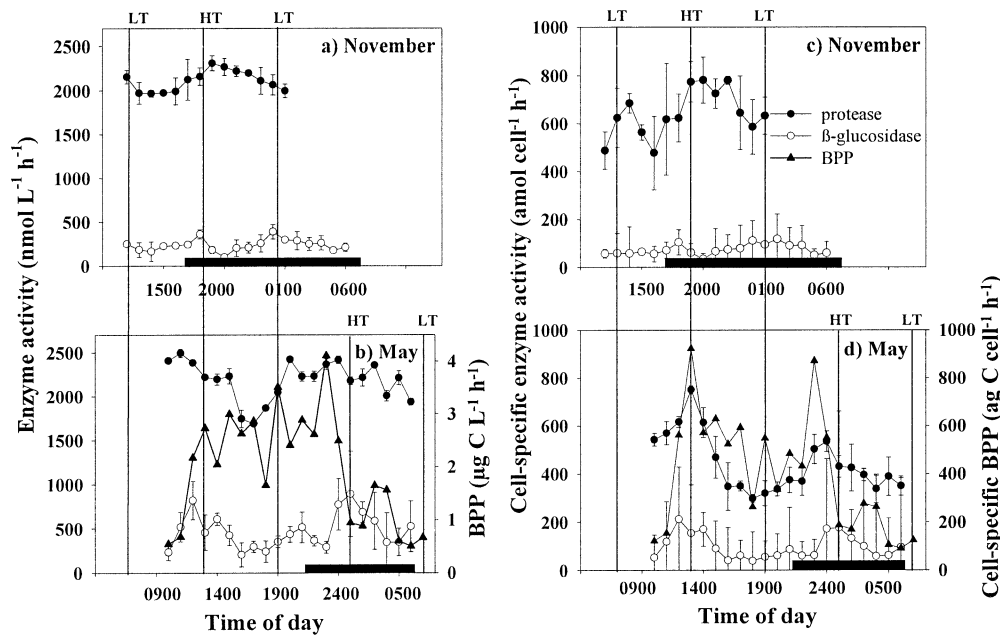 LT HT LT
a) November
2500
2000
1500
1000
500
0
1500 2000 0100 0600
Enzyme activity (nmol L-1 h-1)
HT LT
b) May
2500
2000
1500
1000
500
0
4
3
2
1
0
BPP (µg C L-1 h-1)
0900 1400 1900 2400 0500
Time of day
LT HT LT
c) November
1000
800
600
400
200
0
protease
ß-glucosidase
BPP
1500 2000 0100 0600
Cell-specific enzyme activity (amol cell-1 h-1)
HT LT
d) May
1000
800
600
400
200
0
1000
800
600
400
200
0
Cell-specific BPP (ag C cell-1 h-1)
0900 1400 1900 2400 0500
Time of day